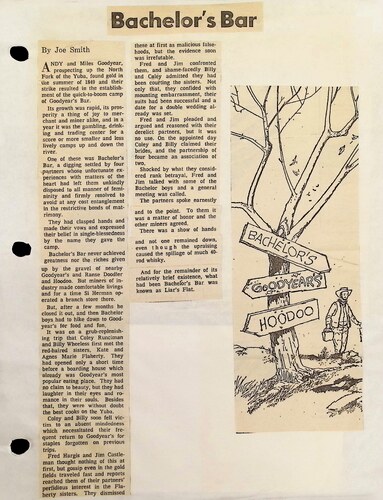 Bachelor's Bar
By Joe Smith
ANDY and Miles Goodyear,
prospecting up the North
Fork of the Yuba, found gold in
the summer of 1849 and their
strike resulted in the establish-
ment of the quick-to-boom camp
of Goodyear's Bar.
Its growth was rapid, its pros-
perity a thing of joy to mer-
chant and miner alike, and in a
year it was the gambling, drink-
ing and trading center for a
score or more smaller and less
lively camps up and down the
river.
One of these was Bachelor's
Bar, a digging settled by four
partners whose unfortunate ex-
periences with matters of the
heart had left them unkindly
disposed to all manner of femi-
ninity and firmly resolved to
avoid at any cost entanglement
in the restrictive bonds of mat-
rimony.
They had clasped hands and
made their vows and expressed
their belief in single-blessedness
by the name they gave the
camp.
Bachelor's Bar never achieved
greatness nor the riches given
up by the gravel of nearby
Goodyear's and Ranse Doodler
and Hoodoo. But miners of in-
dustry made comfortable livings
and for a time Si Herndon op-
erated a branch store there.
But, after a few months he
closed it out, and then Bachelor
boys had to hike down to Good-
year's for food and fun.
It was on a grub-replenish-
ing trip that Coley Runciman
and Billy Wheeless first met the
red-haired sisters, Kate and
Agnes Marie Flaherty. They
had opened only a short time
before a boarding house which
already was Goodyear's most
popular eating place. They had
no claim to beauty, but they had
laughter in their eyes and ro-
mance in their souls. Besides
that, they were without doubt
the best cooks on the Yuba.
Coley and Billy soon fell vic-
tim to an absent mindedness
which necessitated their fre-
quent return to Goodyear's for
staples forgotten on previous
trips.
Fred Hargis and Jim Castle-
man thought nothing of this at
first, but gossip even in the gold
fields traveled fast and reports
reached them of their partners'
perfidious interest in the Fla-
herty sisters. They dismissed
these at first as malicious false-
hoods, but the evidence soon
was irrefutable.
Fred and Jim confronted
them, and shame-facedly Billy
and Coley admitted they had
been courting the sisters. Not
only that, they confided with
mounting embarrassment, their
suits had been successful and a
date for a double wedding al-
ready was set.
Fred and Jim pleaded and
argued and reasoned with their
derelict partners, but it was
no use. On the appointed day
Coley and Billy claimed their
brides, and the partnership of
four became an association of
two.
Shocked by what they consid-
ered rank betrayal, Fred and
Jim talked with some of the
Bachelor boys and a general
meeting was called.
The partners spoke earnestly
and to the point. To them it
was a matter of honor and the
other miners agreed.
There was a show of hands
and not one remained down,
even though the uprising
caused the spilling of much 40-
rod whisky.
And for the remainder of its
relatively brief existence, what
had been Bachelor's Bar was
known as Liar's Flat.
BACHELOR'S
GOODYEAR'S
HOODOO